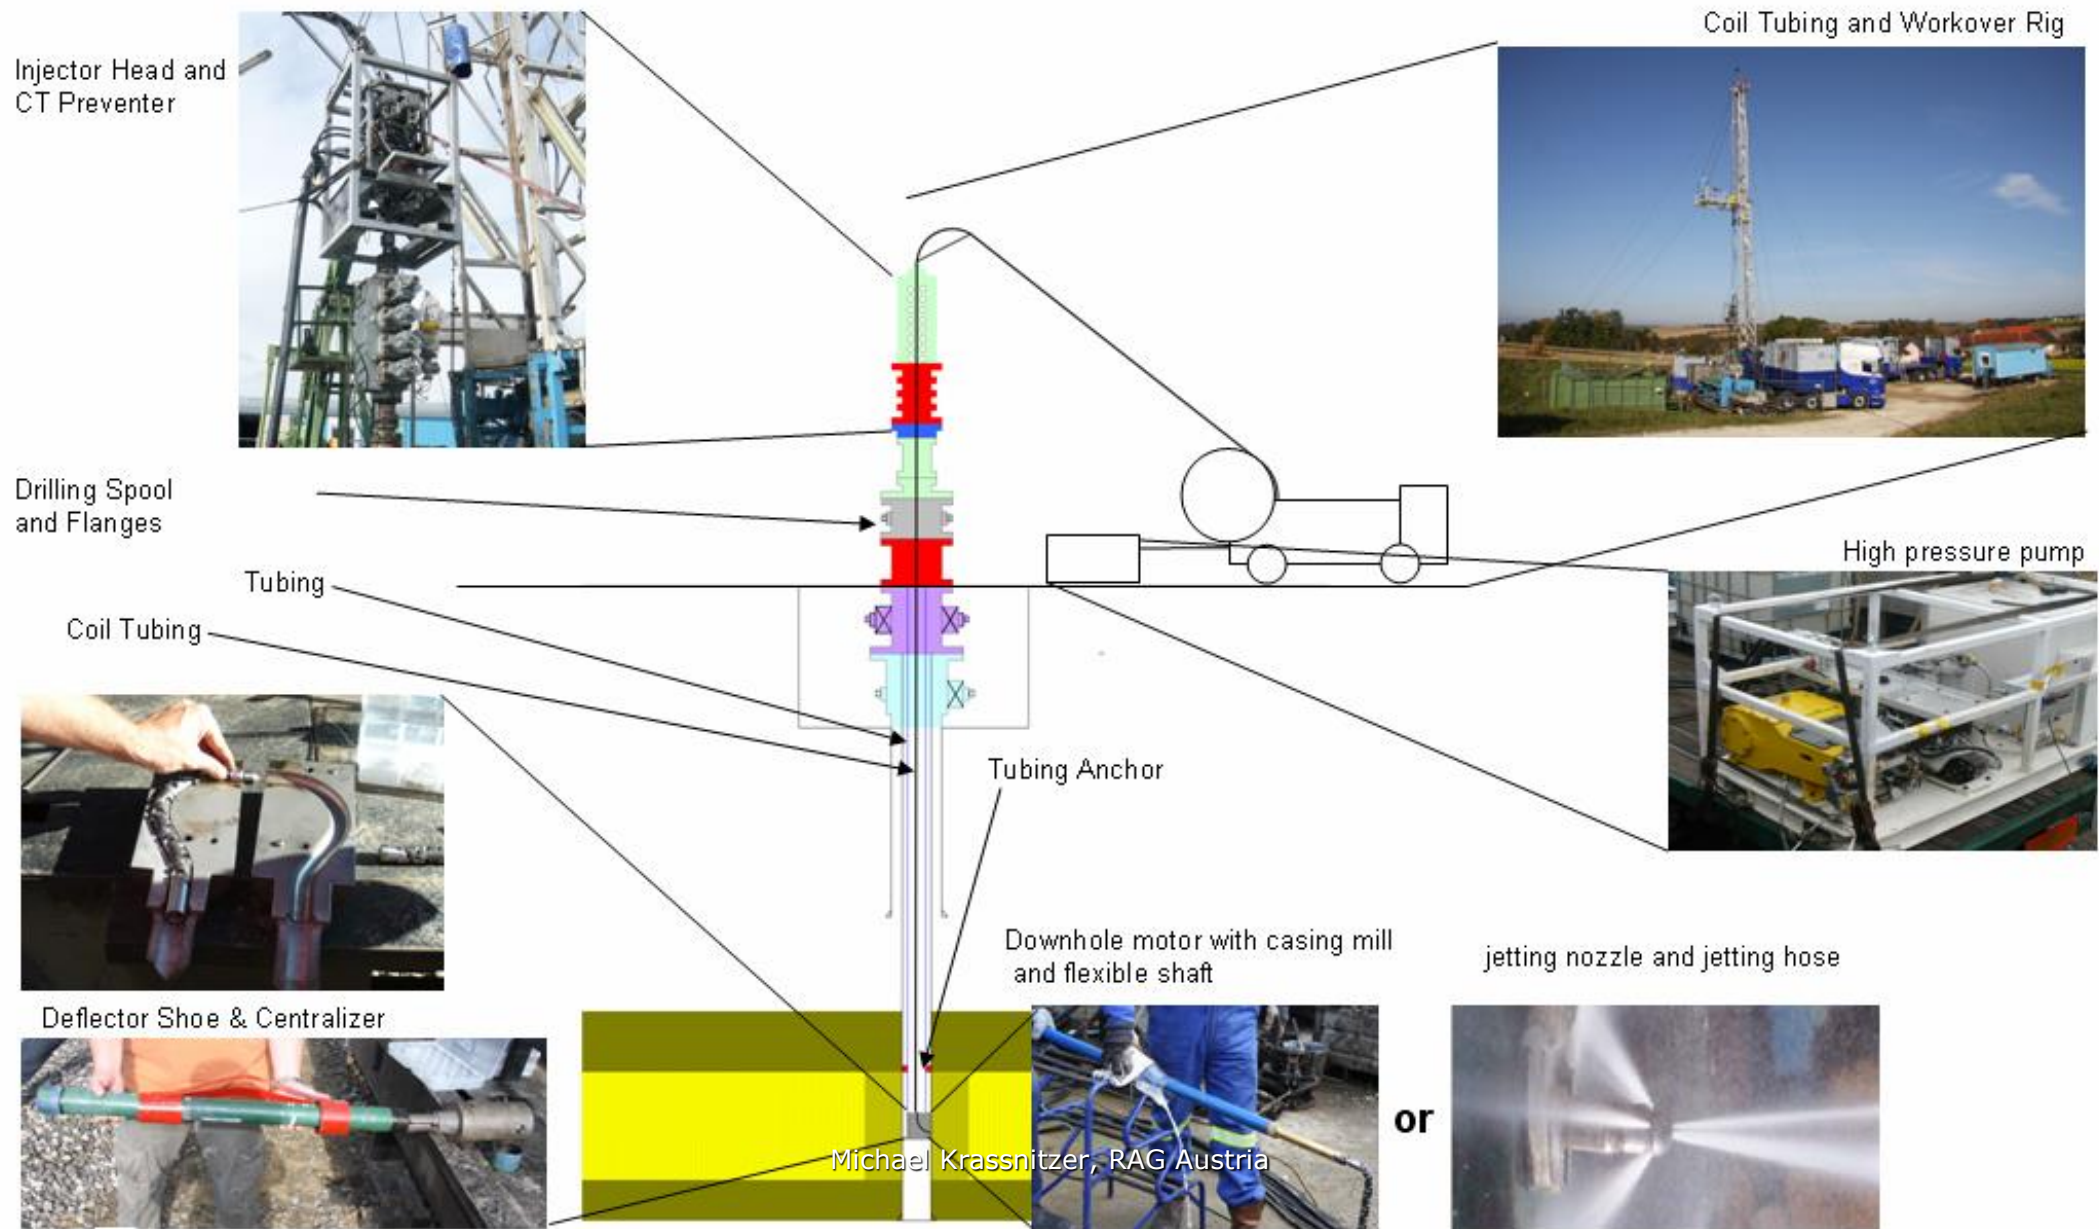 Coil Tubing and Workover Rig
Injector Head and
CT Preventer
Drilling Spool
and Flanges
High pressure pump
Tubing
Coil Tubing
Tubing Anchor
Downhole motor with casing mill
and flexible shaft
jetting nozzle and jetting hose
Deflector Shoe & Centralizer
or
Michael Krassnitzer, RAG Austria